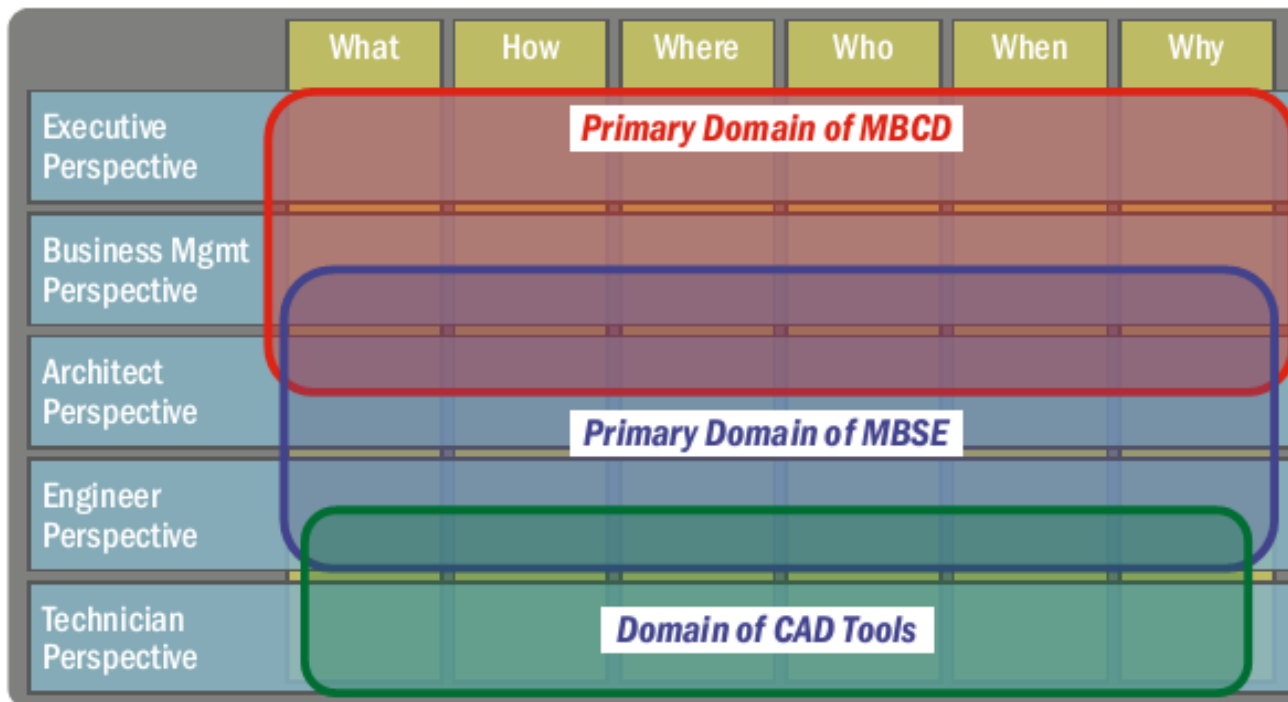 What How Where Who When Why
Executive
Perspective
Primary Domain of MBCD
Business Mgmt
Perspective
Architect
Perspective
Primary Domain of MBSE
Engineer
Perspective
Technician
Perspective
Domain of CAD Tools